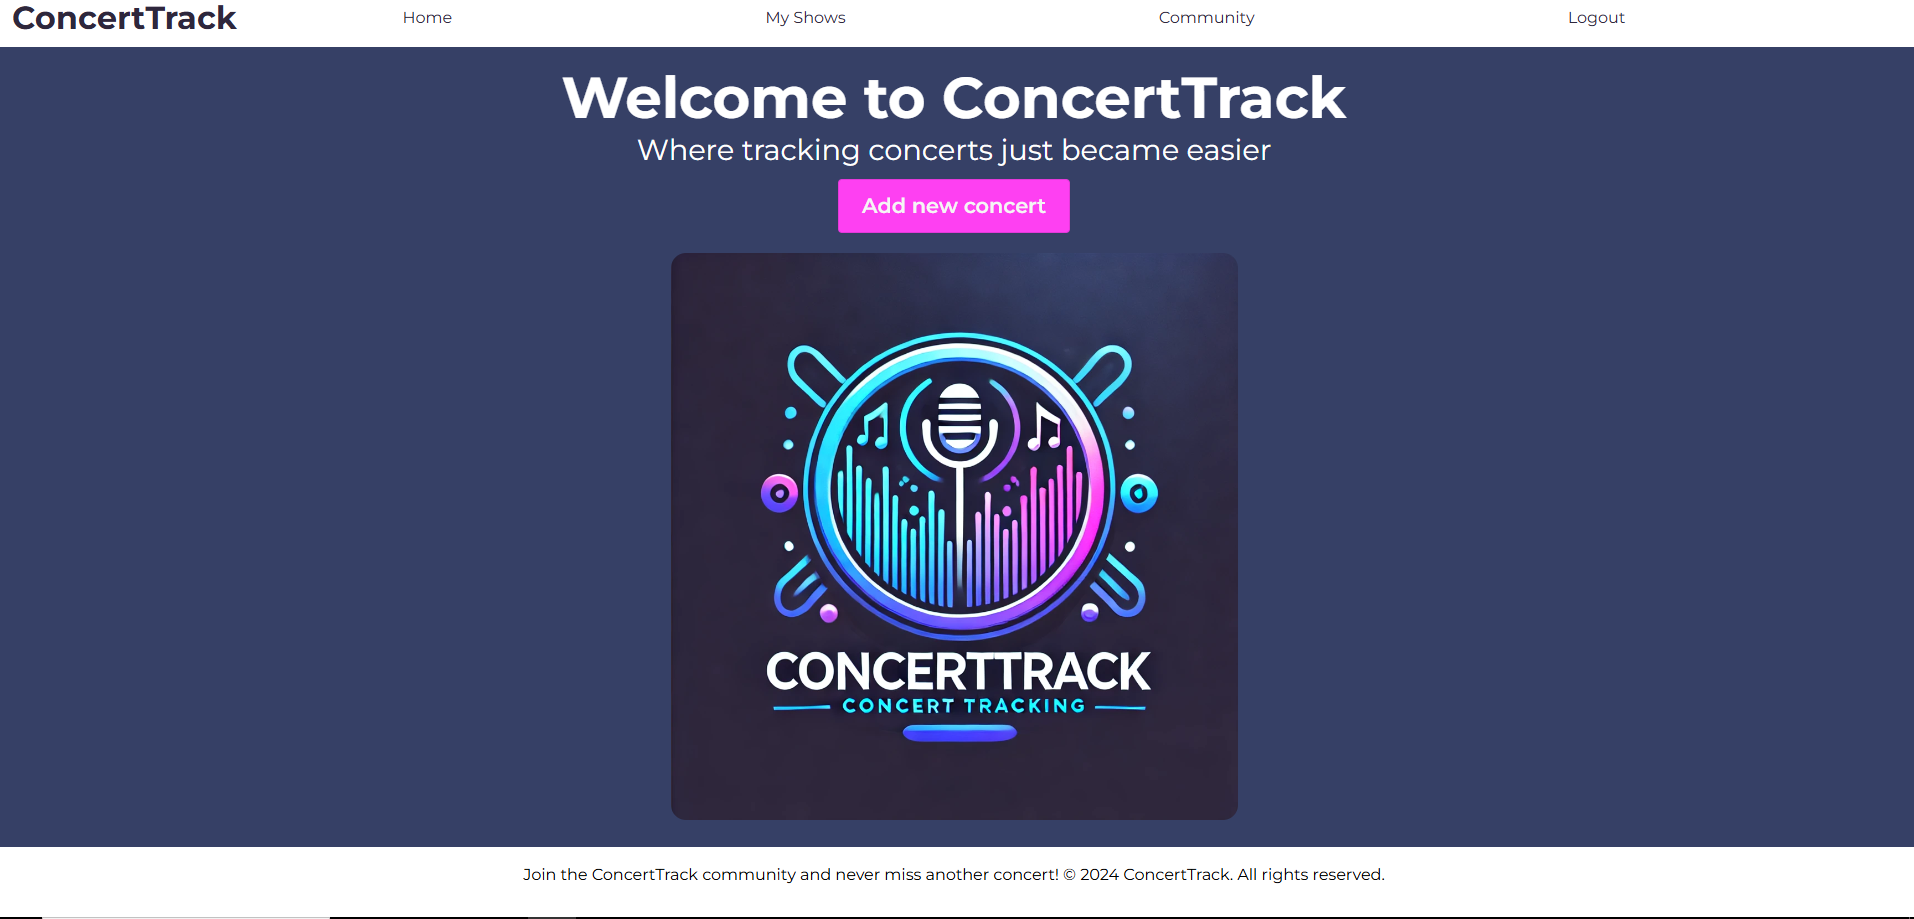 ConcertTrack Home My Shows Community Logout
Welcome to ConcertTrack
Where tracking concerts just became easier
Add new concert
CONCERTTRACK
CONCERT TRACKING
Join the ConcertTrack community and never miss another concert! © 2024 ConcertTrack. All rights reserved.